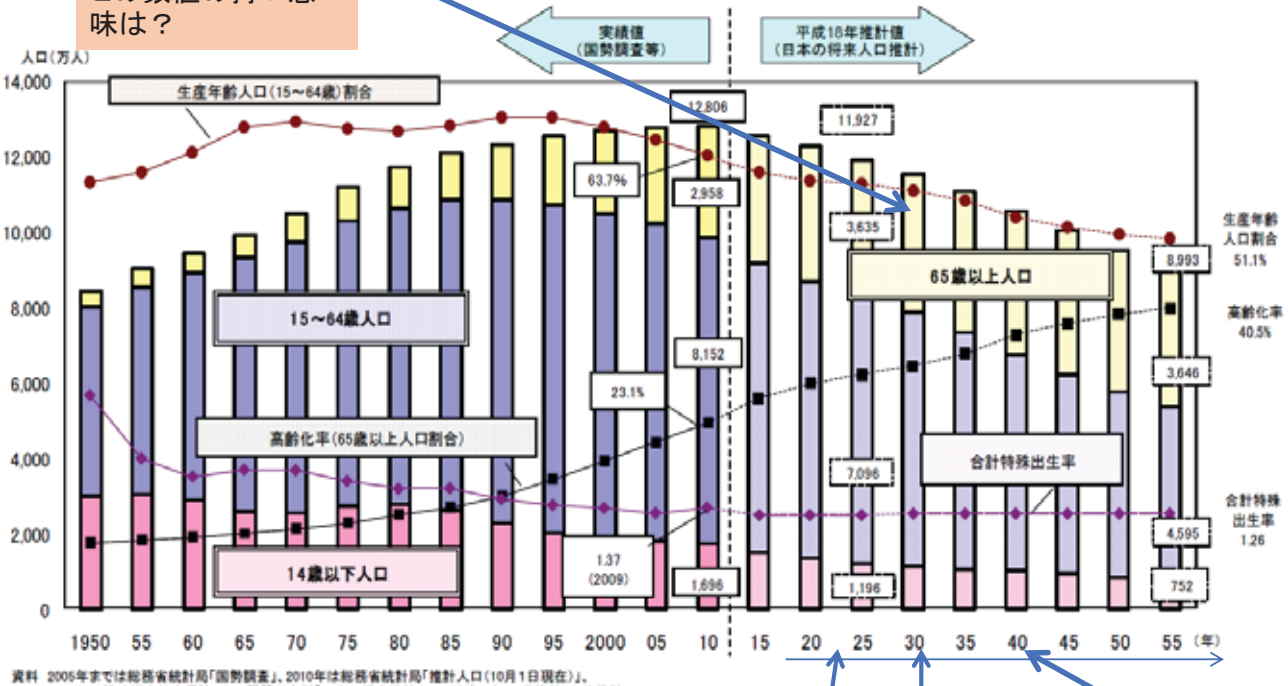 味は？
人口(万人)
実績値
(国勢調査等)
平成18年推計値
(日本の将来人口推計)
14,000
12,000
10,000
8,000
6,000
4,000
2,000
0
生産年齢人口(15～64歳)割合
12,806
11,927
63.7%
2,958
3,635
生産年齢
人口割合
51.1%
8,993
65歳以上人口
15～64歳人口
高齢化率
40.5%
8,152
3,646
23.1%
高齢化率(65歳以上人口割合)
合計特殊出生率
7,096
合計特殊
出生率
1.26
4,595
1.37
(2009)
14歳以下人口
1,696
1,196
752
1950 55 60 65 70 75 80 85 90 95 2000 05 10 15 20 25 30 35 40 45 50 55 (年)
資料 2005年までは総務省統計局「国勢調査」、2010年は総務省統計局「推計人口(10月1日現在)」、